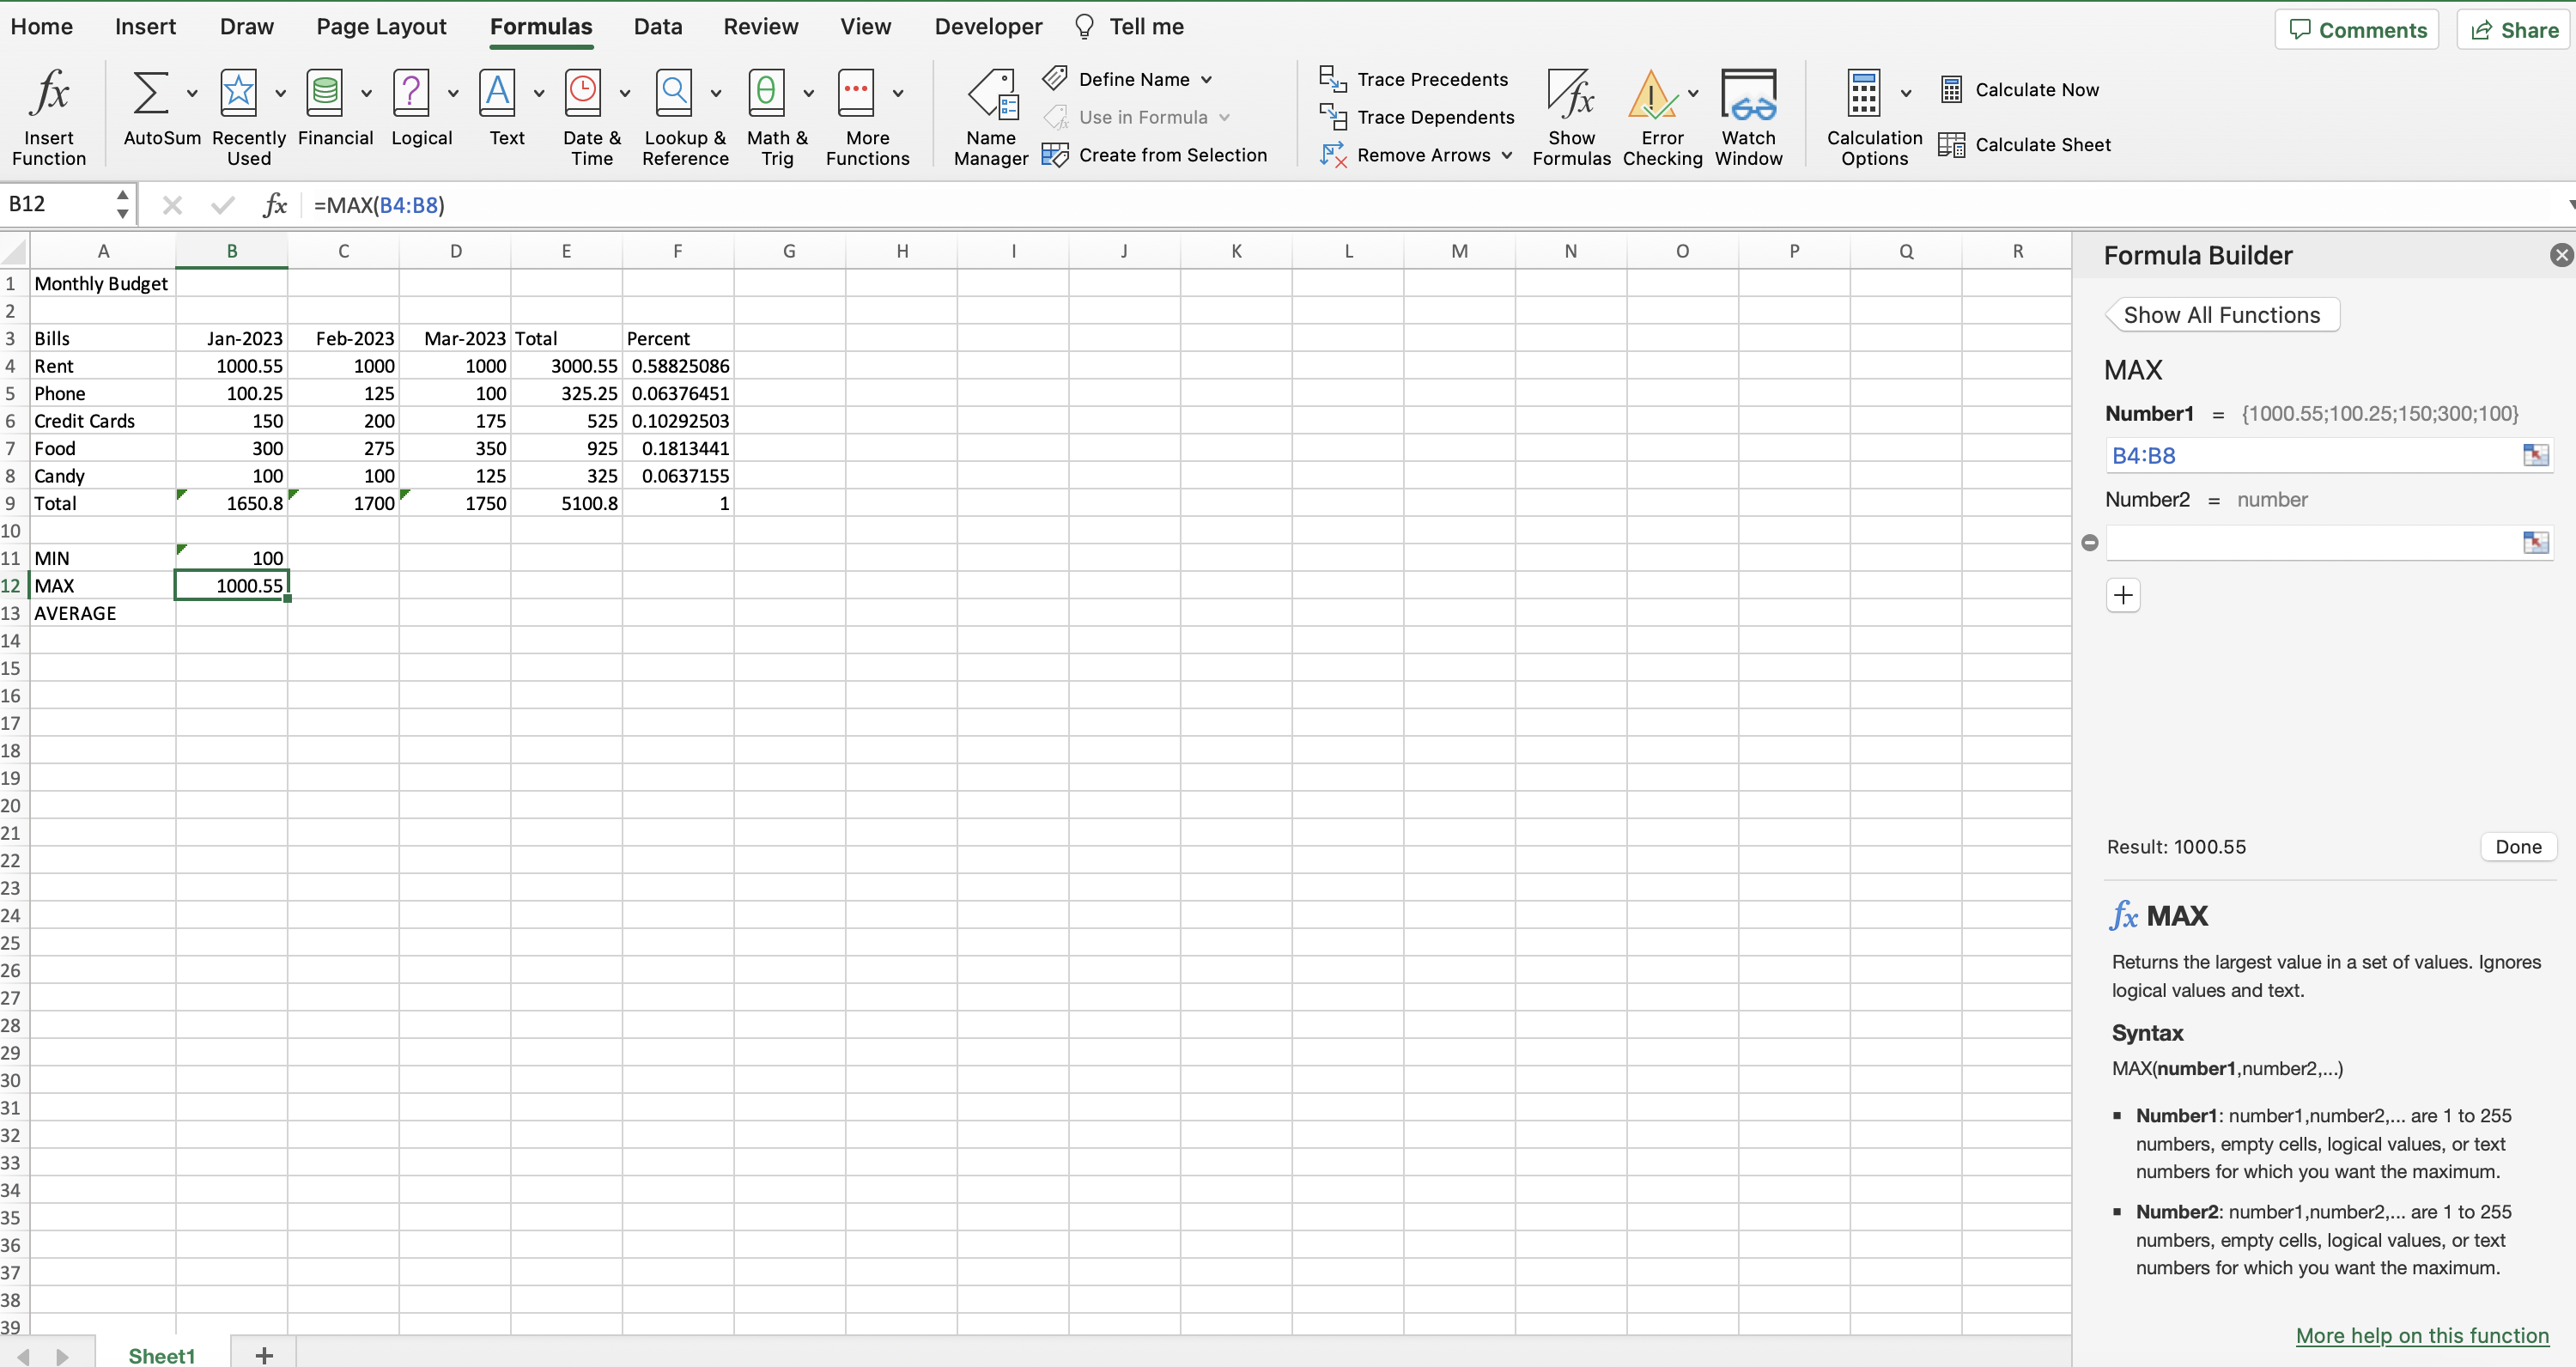 Home Insert Draw Page Layout Formulas Data Review View Developer Tell me Comments Share
Insert Function AutoSum Recently Used Financial Logical Text Date & Time Lookup & Reference Math & Trig More Functions
Name Manager Define Name Use in Formula Create from Selection
Trace Precedents Trace Dependents Remove Arrows Show Formulas Error Checking Watch Window
Calculation Options Calculate Now Calculate Sheet
B12 fx =MAX(B4:B8)
A B C D E F G H I J K L M N O P Q R
1 Monthly Budget
2
3 Bills Jan-2023 Feb-2023 Mar-2023 Total Percent
4 Rent 1000.55 1000 1000 3000.55 0.58825086
5 Phone 100.25 125 100 325.25 0.06376451
6 Credit Cards 150 200 175 525 0.10292503
7 Food 300 275 350 925 0.1813441
8 Candy 100 100 125 325 0.0637155
9 Total 1650.8 1700 1750 5100.8 1
10
11 MIN 100
12 MAX 1000.55
13 AVERAGE
14
15
16
17
18
19
20
21
22
23
24
25
26
27
28
29
30
31
32
33
34
35
36
37
38
39
Sheet1
Formula Builder
Show All Functions
MAX
Number1 = {1000.55;100.25;150;300;100}
B4:B8
Number2 = number
Result: 1000.55 Done
fx MAX
Returns the largest value in a set of values. Ignores
logical values and text.
Syntax
MAX(number1,number2,...)
Number1: number1,number2,... are 1 to 255
numbers, empty cells, logical values, or text
numbers for which you want the maximum.
Number2: number1,number2,... are 1 to 255
numbers, empty cells, logical values, or text
numbers for which you want the maximum.
More help on this function